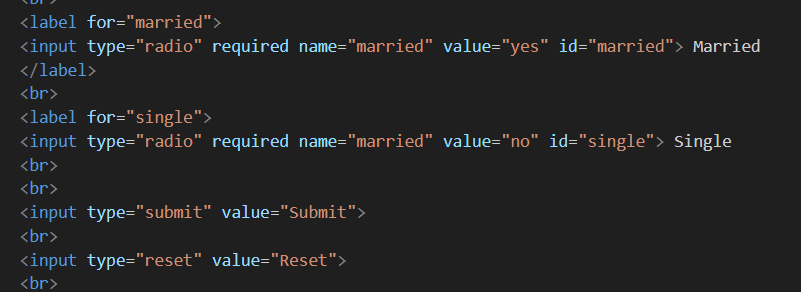 <br>
<label for="married">
<input type="radio" required name="married" value="yes" id="married"> Married
</label>
<br>
<label for="single">
<input type="radio" required name="married" value="no" id="single"> Single
<br>
<br>
<input type="submit" value="Submit">
<br>
<input type="reset" value="Reset">
<br>